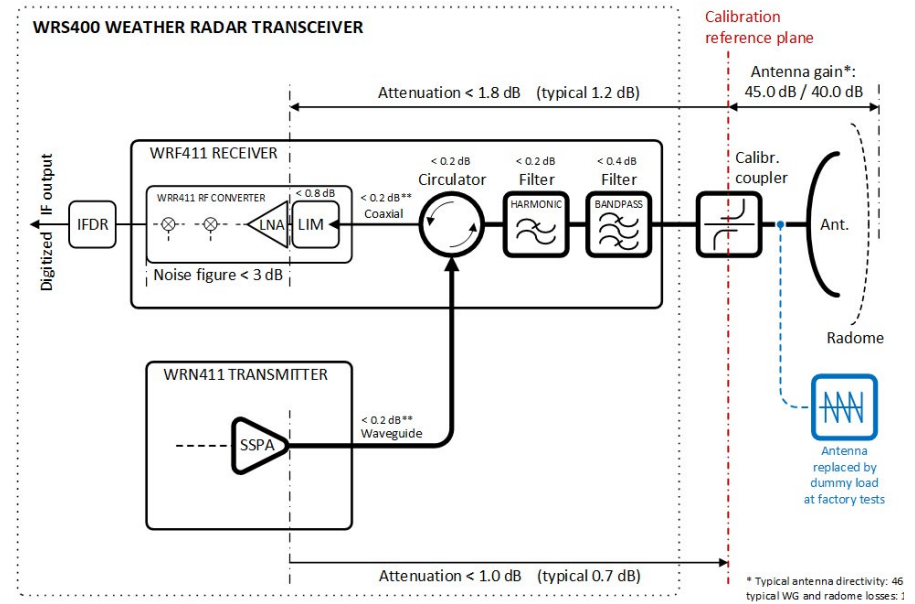 WRS400 WEATHER RADAR TRANSCEIVER
Calibration
reference plane
Antenna gain*:
45.0 dB / 40.0 dB
Attenuation < 1.8 dB (typical 1.2 dB)
WRF411 RECEIVER
WRR411 RF CONVERTER
< 0.8 dB
< 0.2 dB**
Coaxial
< 0.2 dB
Circulator
< 0.2 dB
Filter
< 0.4 dB
Filter
HARMONIC
BANDPASS
Calibr.
coupler
Digitized IF output
IFDR
LNA
LIM
Ant.
Noise figure < 3 dB
Radome
WRN411 TRANSMITTER
SSPA
< 0.2 dB**
Waveguide
Antenna
replaced by
dummy load
at factory tests
Attenuation < 1.0 dB (typical 0.7 dB)
* Typical antenna directivity: 46
typical WG and radome losses: 1